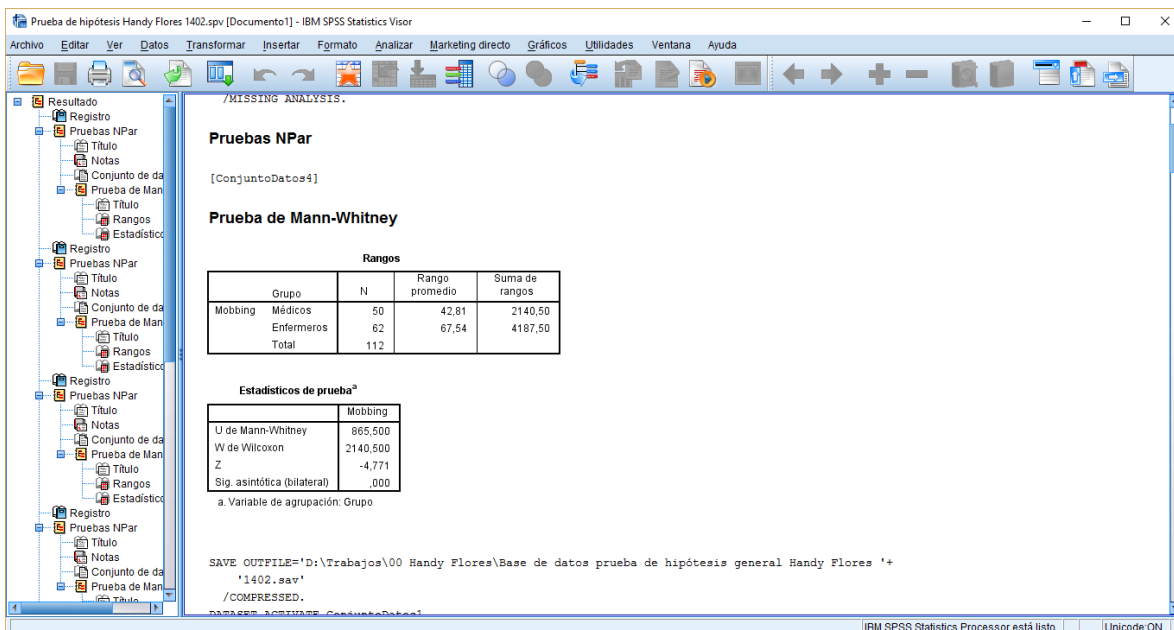 Prueba de hipótesis Handy Flores 1402.spv [Documento1] - IBM SPSS Statistics Visor
Archivo Editar Ver Datos Transformar Insertar Formato Analizar Marketing directo Gráficos Utilidades Ventana Ayuda
Resultado
Registro
Pruebas NPar
Título
Notas
Conjunto de da
Prueba de Man
Título
Rangos
Estadístico
Registro
Pruebas NPar
Título
Notas
Conjunto de da
Prueba de Man
Título
Rangos
Estadístico
Registro
Pruebas NPar
Título
Notas
Conjunto de da
Prueba de Man
Título
Rangos
Estadístico
Registro
Pruebas NPar
Título
Notas
Conjunto de da
Prueba de Man
Título
/MISSING ANALYSIS.
Pruebas NPar
[ConjuntoDatos4]
Prueba de Mann-Whitney
Rangos
Grupo N Rango promedio Suma de rangos
Mobbing Médicos 50 42,81 2140,50
Enfermeros 62 67,54 4187,50
Total 112
Estadísticos de prueba a
Mobbing
U de Mann-Whitney 865,500
W de Wilcoxon 2140,500
Z -4,771
Sig. asintótica (bilateral) ,000
a. Variable de agrupación: Grupo
SAVE OUTFILE='D:\Trabajos\00 Handy Flores\Base de datos prueba de hipótesis general Handy Flores '+
'1402.sav'
/COMPRESSED.
DATASET ACTIVATE ConjuntoDatos1
IBM SPSS Statistics Processor está listo Unicode:ON